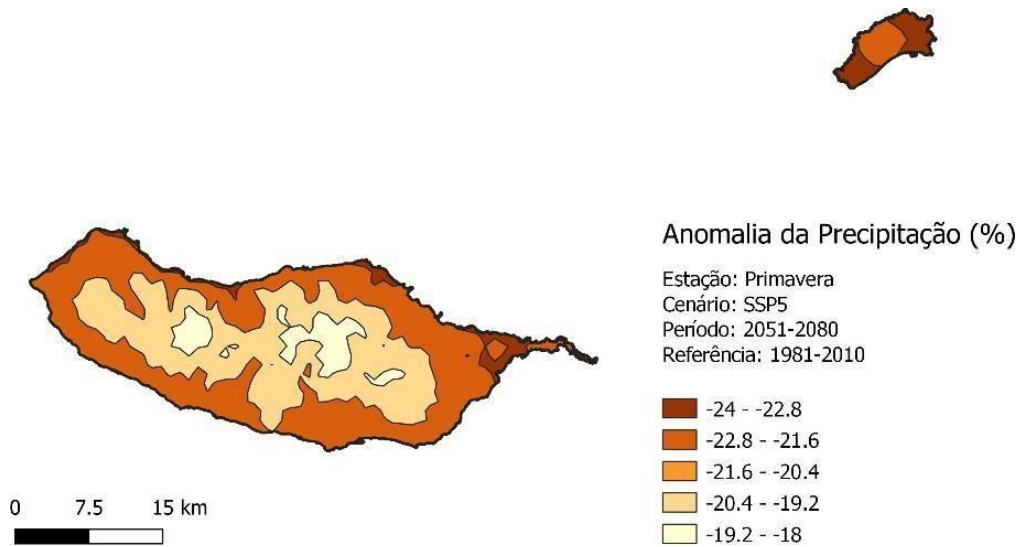 Anomalia da Precipitação (%)
Estação: Primavera
Cenário: SSP5
Período: 2051-2080
Referência: 1981-2010
-24 - -22.8
-22.8 - -21.6
-21.6 - -20.4
-20.4 - -19.2
-19.2 - -18
0 7.5 15 km